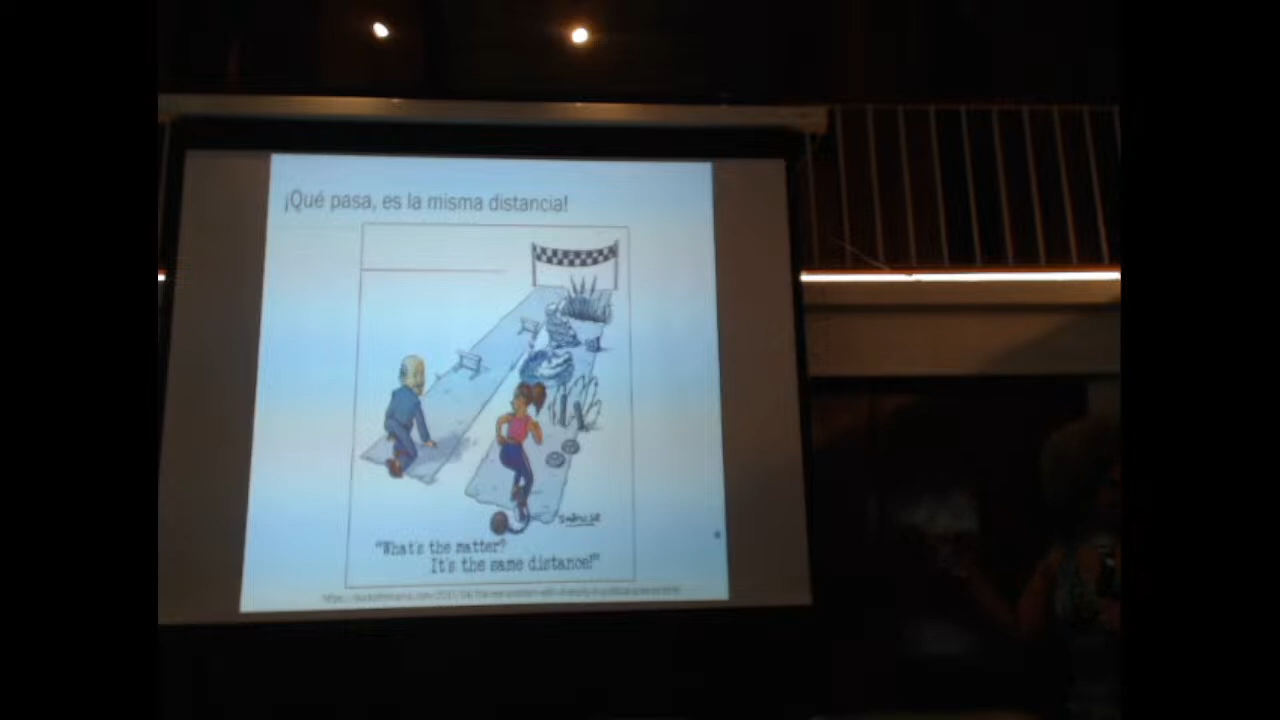 ¡Qué pasa, es la misma distancia!
"What's the matter?
It's the same distance!"